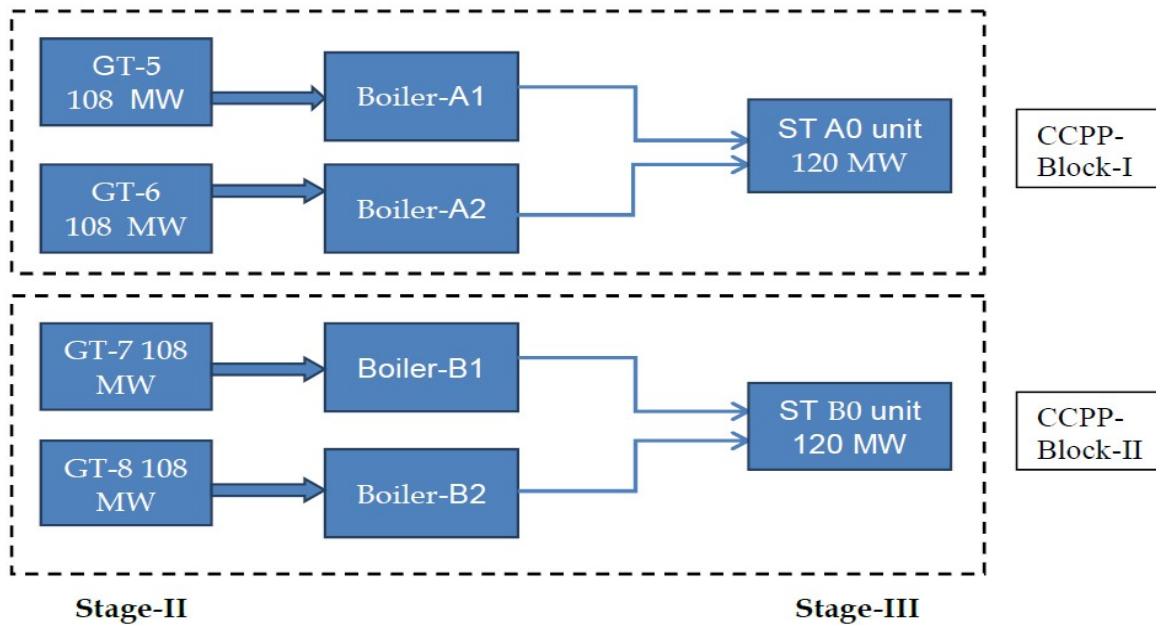 GT-5
108 MW
Boiler-A1
ST A0 unit
120 MW
CCPP-
Block-I
GT-6
108 MW
Boiler-A2
GT-7 108
MW
Boiler-B1
ST B0 unit
120 MW
CCPP-
Block-II
GT-8 108
MW
Boiler-B2
Stage-II
Stage-III